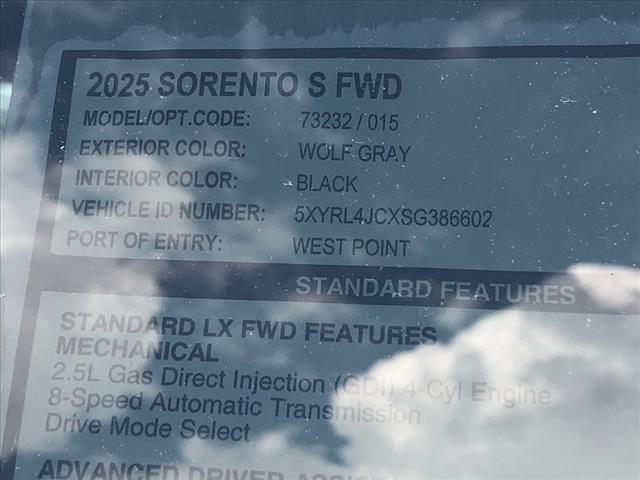 2025 SORENTO S FWD
MODEL/OPT.CODE: 73232 / 015
EXTERIOR COLOR: WOLF GRAY
INTERIOR COLOR: BLACK
VEHICLE ID NUMBER: 5XYRL4JCXSG386602
PORT OF ENTRY: WEST POINT
STANDARD FEATURES
STANDARD LX FWD FEATURES
MECHANICAL
2.5L Gas Direct Injection (GDI) 4-Cyl Engine
8-Speed Automatic Transmission
Drive Mode Select
ADVANCED DRIVER